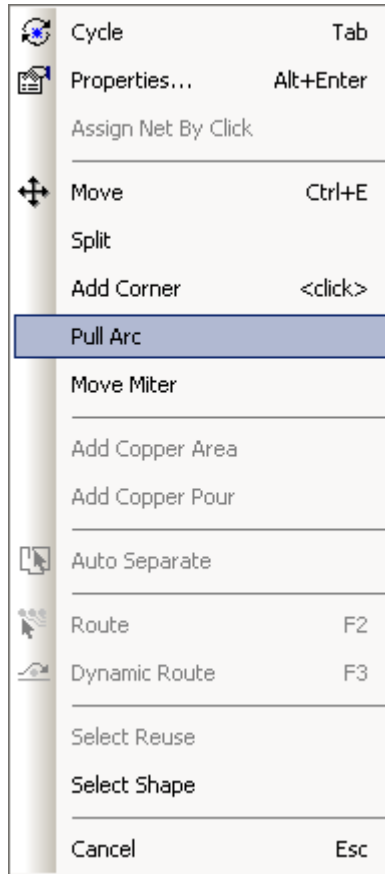 Cycle Tab
Properties... Alt+Enter
Assign Net By Click
Move Ctrl+E
Split
Add Corner <click>
Pull Arc
Move Miter
Add Copper Area
Add Copper Pour
Auto Separate
Route F2
Dynamic Route F3
Select Reuse
Select Shape
Cancel Esc